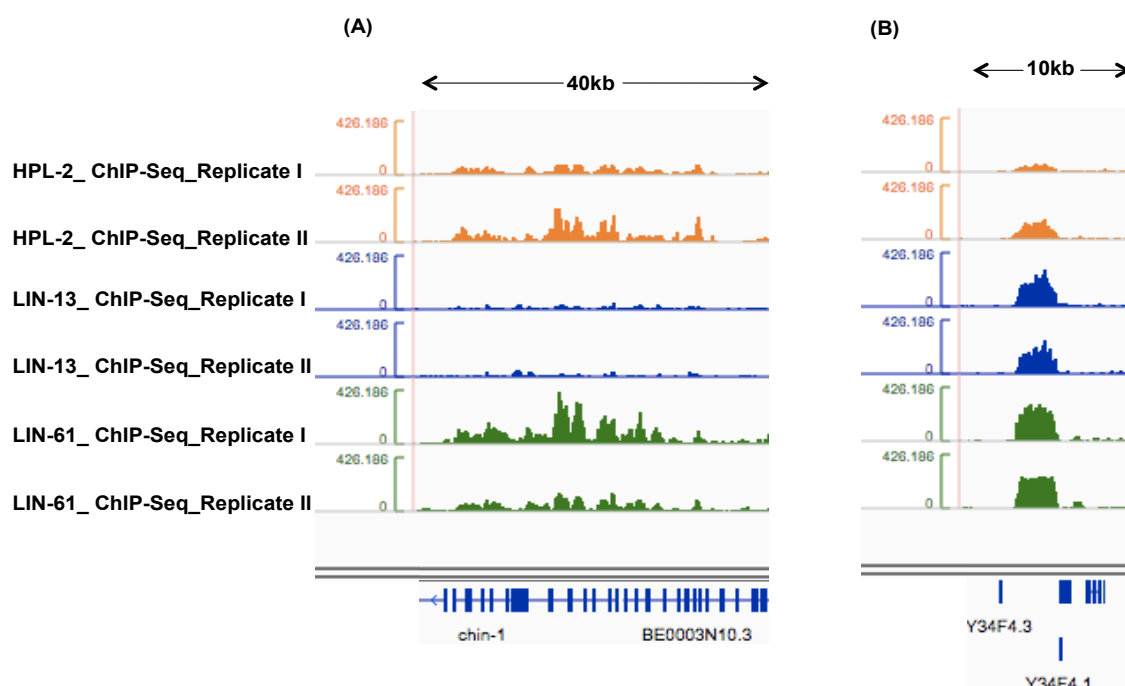 (A)
(B)
40kb
10kb
HPL-2_ ChIP-Seq_Replicate I
426.186
0
426.186
0
HPL-2_ ChIP-Seq_Replicate II
426.186
0
426.186
0
LIN-13_ ChIP-Seq_Replicate I
426.186
0
426.186
0
LIN-13_ ChIP-Seq_Replicate II
426.186
0
426.186
0
LIN-61_ ChIP-Seq_Replicate I
426.186
0
426.186
0
LIN-61_ ChIP-Seq_Replicate II
426.186
0
426.186
0
chin-1
BE0003N10.3
Y34F4.3
Y34F4.1